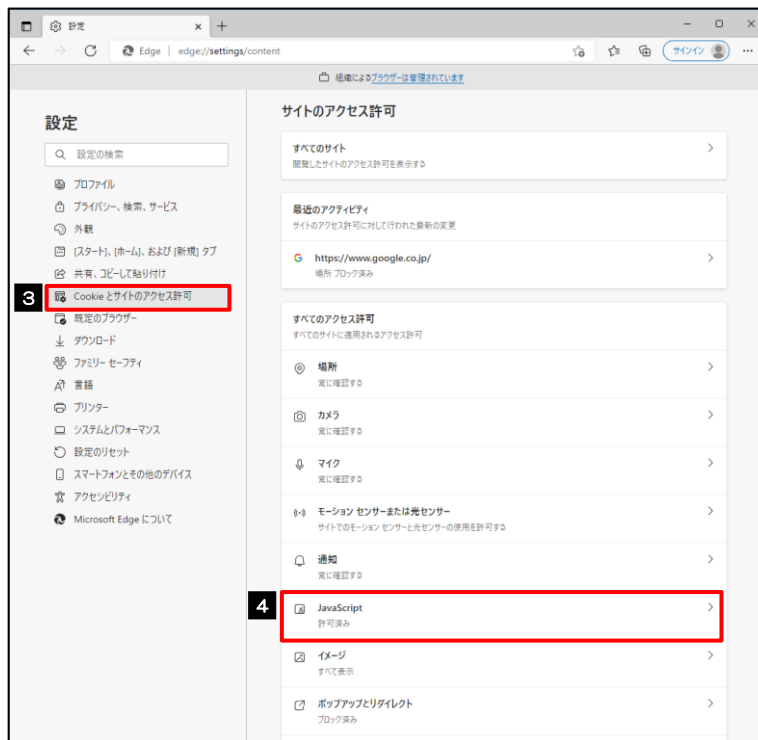 設定
Edge | edge://settings/content
サインイン
組織によるブラウザーは管理されています
設定
設定の検索
プロファイル
プライバシー、検索、サービス
外観
[スタート]、[ホーム]、および [新規] タブ
共有、コピーして貼り付け
3
Cookie とサイトのアクセス許可
既定のブラウザー
ダウンロード
ファミリー セーフティ
言語
プリンター
システムとパフォーマンス
設定のリセット
スマートフォンとその他のデバイス
アクセシビリティ
Microsoft Edge について
サイトのアクセス許可
すべてのサイト
閲覧したサイトのアクセス許可を表示する
最近のアクティビティ
サイトのアクセス許可に対して行われた最新の変更
https://www.google.co.jp/
場所 ブロック済み
すべてのアクセス許可
すべてのサイトに適用されるアクセス許可
場所
常に確認する
カメラ
常に確認する
マイク
常に確認する
モーション センサーまたは光センサー
サイトでのモーション センサーと光センサーの使用を許可する
通知
常に確認する
4
JavaScript
許可済み
イメージ
すべて表示
ポップアップとリダイレクト
ブロック済み